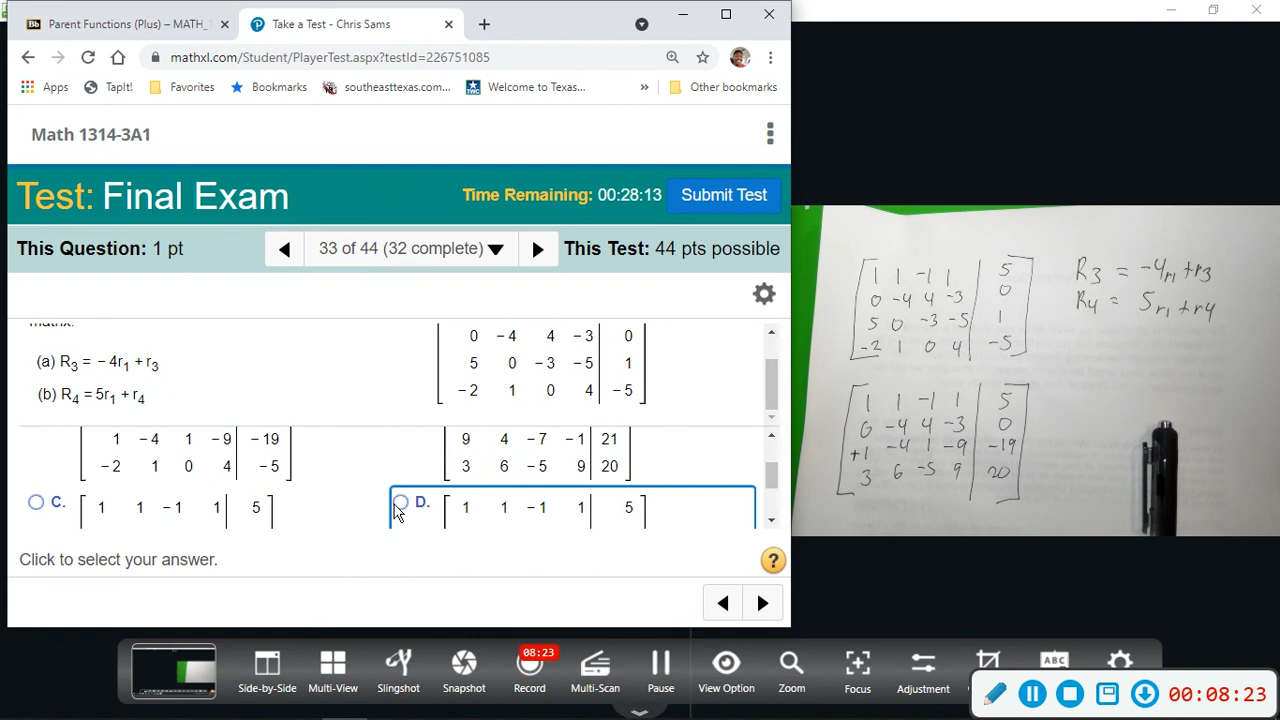 Parent Functions (Plus) – MATH_
Take a Test - Chris Sams
mathxl.com/Student/PlayerTest.aspx?testId=226751085
Apps
TapIt!
Favorites
Bookmarks
southeasttexas.com...
Welcome to Texas...
»
Other bookmarks
Math 1314-3A1
Test: Final Exam
Time Remaining: 00:28:13
Submit Test
This Question: 1 pt
33 of 44 (32 complete)
This Test: 44 pts possible
matrix.
(a) R3 = – 4r1 + r3
(b) R4 = 5r1 + r4
0 – 4 4 – 3 0
5 0 – 3 – 5 1
– 2 1 0 4 – 5
1 – 4 1 – 9 – 19
– 2 1 0 4 – 5
9 4 – 7 – 1 21
3 6 – 5 9 20
C.
1 1 – 1 1 5
D.
1 1 – 1 1 5
Click to select your answer.
?
1 1 -1 1 5
0 -4 4 -3 0
5 0 -3 -5 1
-2 1 0 4 -5
R3 = -4r1 + r3
R4 = 5r1 + r4
1 1 -1 1 5
0 -4 4 -3 0
+1 -4 1 -9 -19
3 6 -5 9 20
Side-by-Side
Multi-View
Slingshot
Snapshot
08:23
Record
Multi Scan
Pause
View Option
Zoom
Focus
Adjustment
ABC
00:08:23